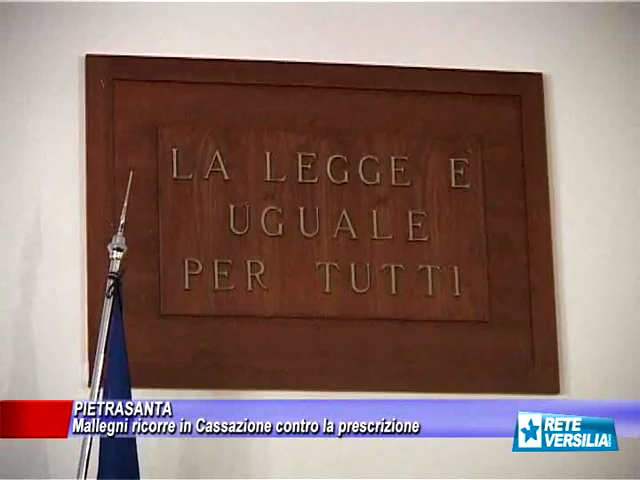 LA LEGGE È
UGUALE
PER TUTTI
PIETRASANTA
Mallegni ricorre in Cassazione contro la prescrizione
RETE
VERSILIA